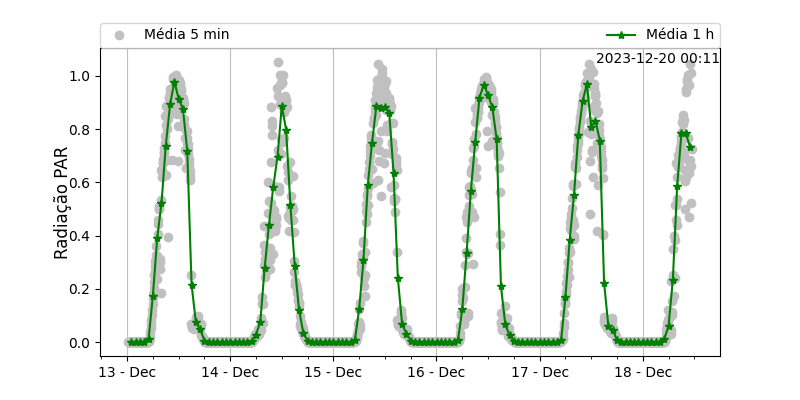 Média 5 min
Média 1 h
2023-12-20 00:11
Radiação PAR
1.0
0.8
0.6
0.4
0.2
0.0
13 - Dec
14 - Dec
15 - Dec
16 - Dec
17 - Dec
18 - Dec